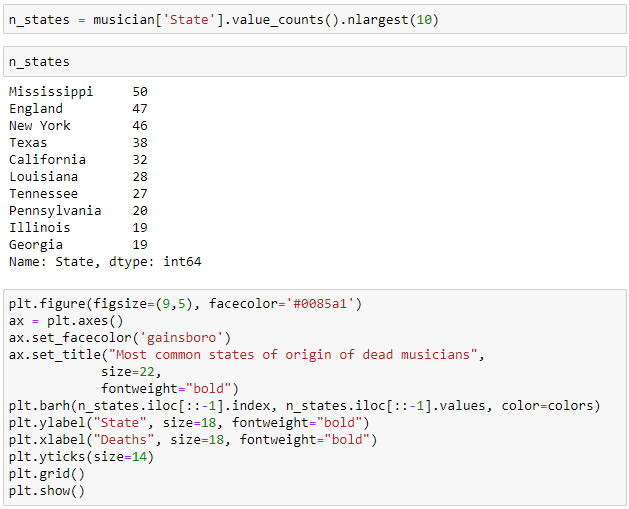 n_states = musician['State'].value_counts().nlargest(10)
n_states
Mississippi     50
England         47
New York        46
Texas           38
California      32
Louisiana       28
Tennessee       27
Pennsylvania    20
Illinois        19
Georgia         19
Name: State, dtype: int64
plt.figure(figsize=(9,5), facecolor='#0085a1')
ax = plt.axes()
ax.set_facecolor('gainsboro')
ax.set_title("Most common states of origin of dead musicians",
            size=22,
            fontweight="bold")
plt.barh(n_states.iloc[::-1].index, n_states.iloc[::-1].values, color=colors)
plt.ylabel("State", size=18, fontweight="bold")
plt.xlabel("Deaths", size=18, fontweight="bold")
plt.yticks(size=14)
plt.grid()
plt.show()